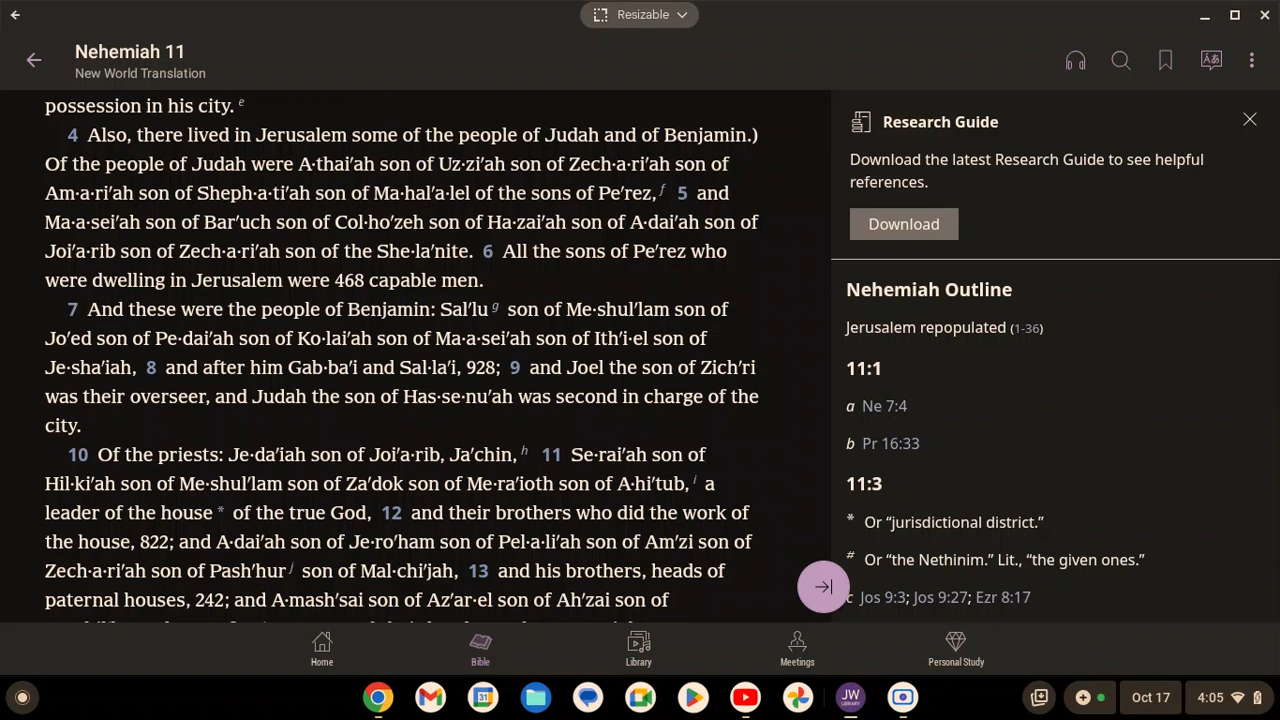 Resizable
Nehemiah 11
New World Translation
possession in his city. e
4 Also, there lived in Jerusalem some of the people of Judah and of Benjamin.)
Of the people of Judah were A·thaiʹah son of Uz·ziʹah son of Zech·a·riʹah son of
Am·a·riʹah son of Sheph·a·tiʹah son of Ma·halʹa·lel of the sons of Peʹrez, f 5 and
Ma·a·seiʹah son of Barʹuch son of Col·hoʹzeh son of Ha·zaiʹah son of A·daiʹah son of
Joiʹa·rib son of Zech·a·riʹah son of the She·laʹnite. 6 All the sons of Peʹrez who
were dwelling in Jerusalem were 468 capable men.
7 And these were the people of Benjamin: Salʹlu g son of Me·shulʹlam son of
Joʹed son of Pe·daiʹah son of Ko·laiʹah son of Ma·a·seiʹah son of Ithʹi·el son of
Je·shaʹiah, 8 and after him Gab·baʹi and Sal·laʹi, 928; 9 and Joel the son of Zichʹri
was their overseer, and Judah the son of Has·se·nuʹah was second in charge of the
city.
10 Of the priests: Je·daʹiah son of Joiʹa·rib, Jaʹchin, h 11 Se·raiʹah son of
Hil·kiʹah son of Me·shulʹlam son of Zaʹdok son of Me·raʹioth son of A·hiʹtub, i a
leader of the house * of the true God, 12 and their brothers who did the work of
the house, 822; and A·daiʹah son of Je·roʹham son of Pel·a·liʹah son of Amʹzi son of
Zech·a·riʹah son of Pashʹhur j son of Mal·chiʹjah, 13 and his brothers, heads of
paternal houses, 242; and A·mashʹsai son of Azʹar·el son of Ahʹzai son of
Research Guide
Download the latest Research Guide to see helpful
references.
Download
Nehemiah Outline
Jerusalem repopulated (1-36)
11:1
a Ne 7:4
b Pr 16:33
11:3
* Or “jurisdictional district.”
# Or “the Nethinim.” Lit., “the given ones.”
c Jos 9:3; Jos 9:27; Ezr 8:17
Home
Bible
Library
Meetings
Personal Study
31
JW
LIBRARY
Oct 17
4:05